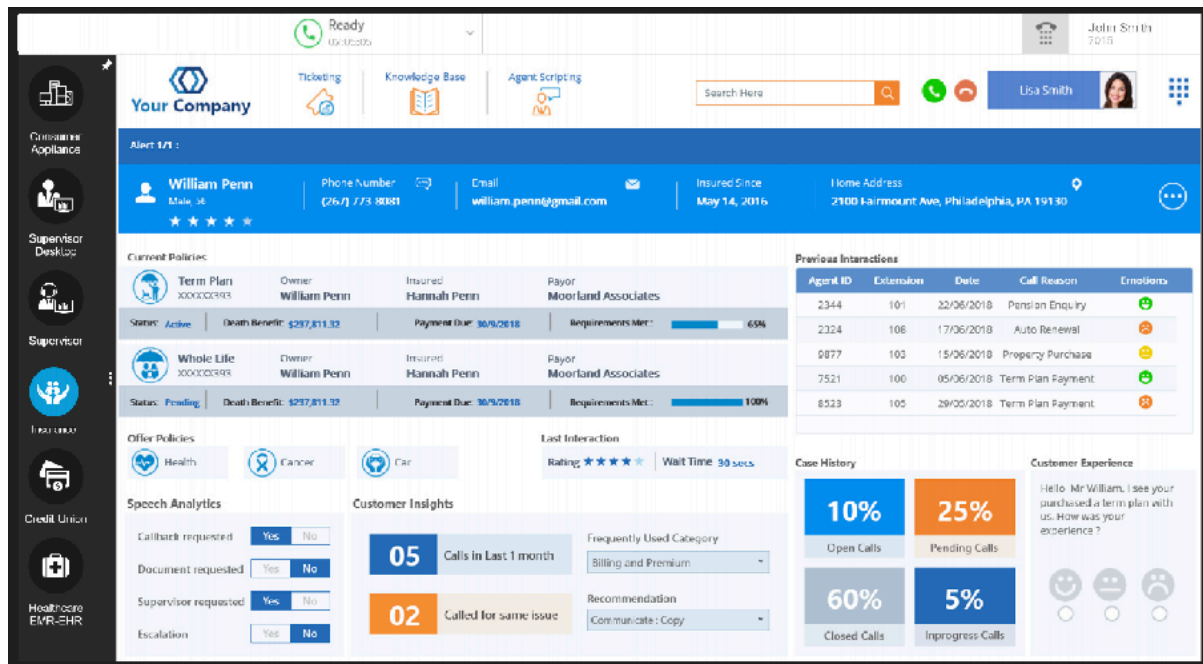 Ready
John Smith
Your Company
Ticketing
Knowledge Base
Agent Scripting
Search Here
Lisa Smith
Consumer Appliance
Supervisor Desktop
Supervisor
Insurance
Credit Union
Healthcare EMR-EHR
Alert 1/1 :
William Penn
Male, 56
Phone Number
(267) 773-8081
Email
william.penn@gmail.com
Insured Since
May 14, 2016
Home Address
2100 Fairmount Ave, Philadelphia, PA 19130
Current Policies
Term Plan Owner Insured Payor
William Penn Hannah Penn Moorland Associates
Status: Active Death Benefit: $297,811.32 Payment Due: 30/9/2018 Requirements Met: 65%
Whole Life Owner Insured Payor
William Penn Hannah Penn Moorland Associates
Status: Pending Death Benefit: $297,811.32 Payment Due: 30/9/2018 Requirements Met: 100%
Offer Policies
Health Cancer Car
Last Interaction
Rating Wait Time 30 secs
Previous Interactions
Agent ID Extension Date Call Reason Emotions
2344 101 22/06/2018 Pension Enquiry
2324 108 17/06/2018 Auto Renewal
9877 103 15/06/2018 Property Purchase
7521 100 05/06/2018 Term Plan Payment
8523 105 29/05/2018 Term Plan Payment
Speech Analytics
Callback requested Yes No
Document requested Yes No
Supervisor requested Yes No
Escalation Yes No
Customer Insights
05 Calls in Last 1 month
02 Called for same issue
Frequently Used Category
Billing and Premium
Recommendation
Communicate : Copy
Case History
10%
Open Calls
25%
Pending Calls
60%
Closed Calls
5%
Inprogress Calls
Customer Experience
Hello Mr William, I see your
purchased a term plan with
us. How was your
experience ?